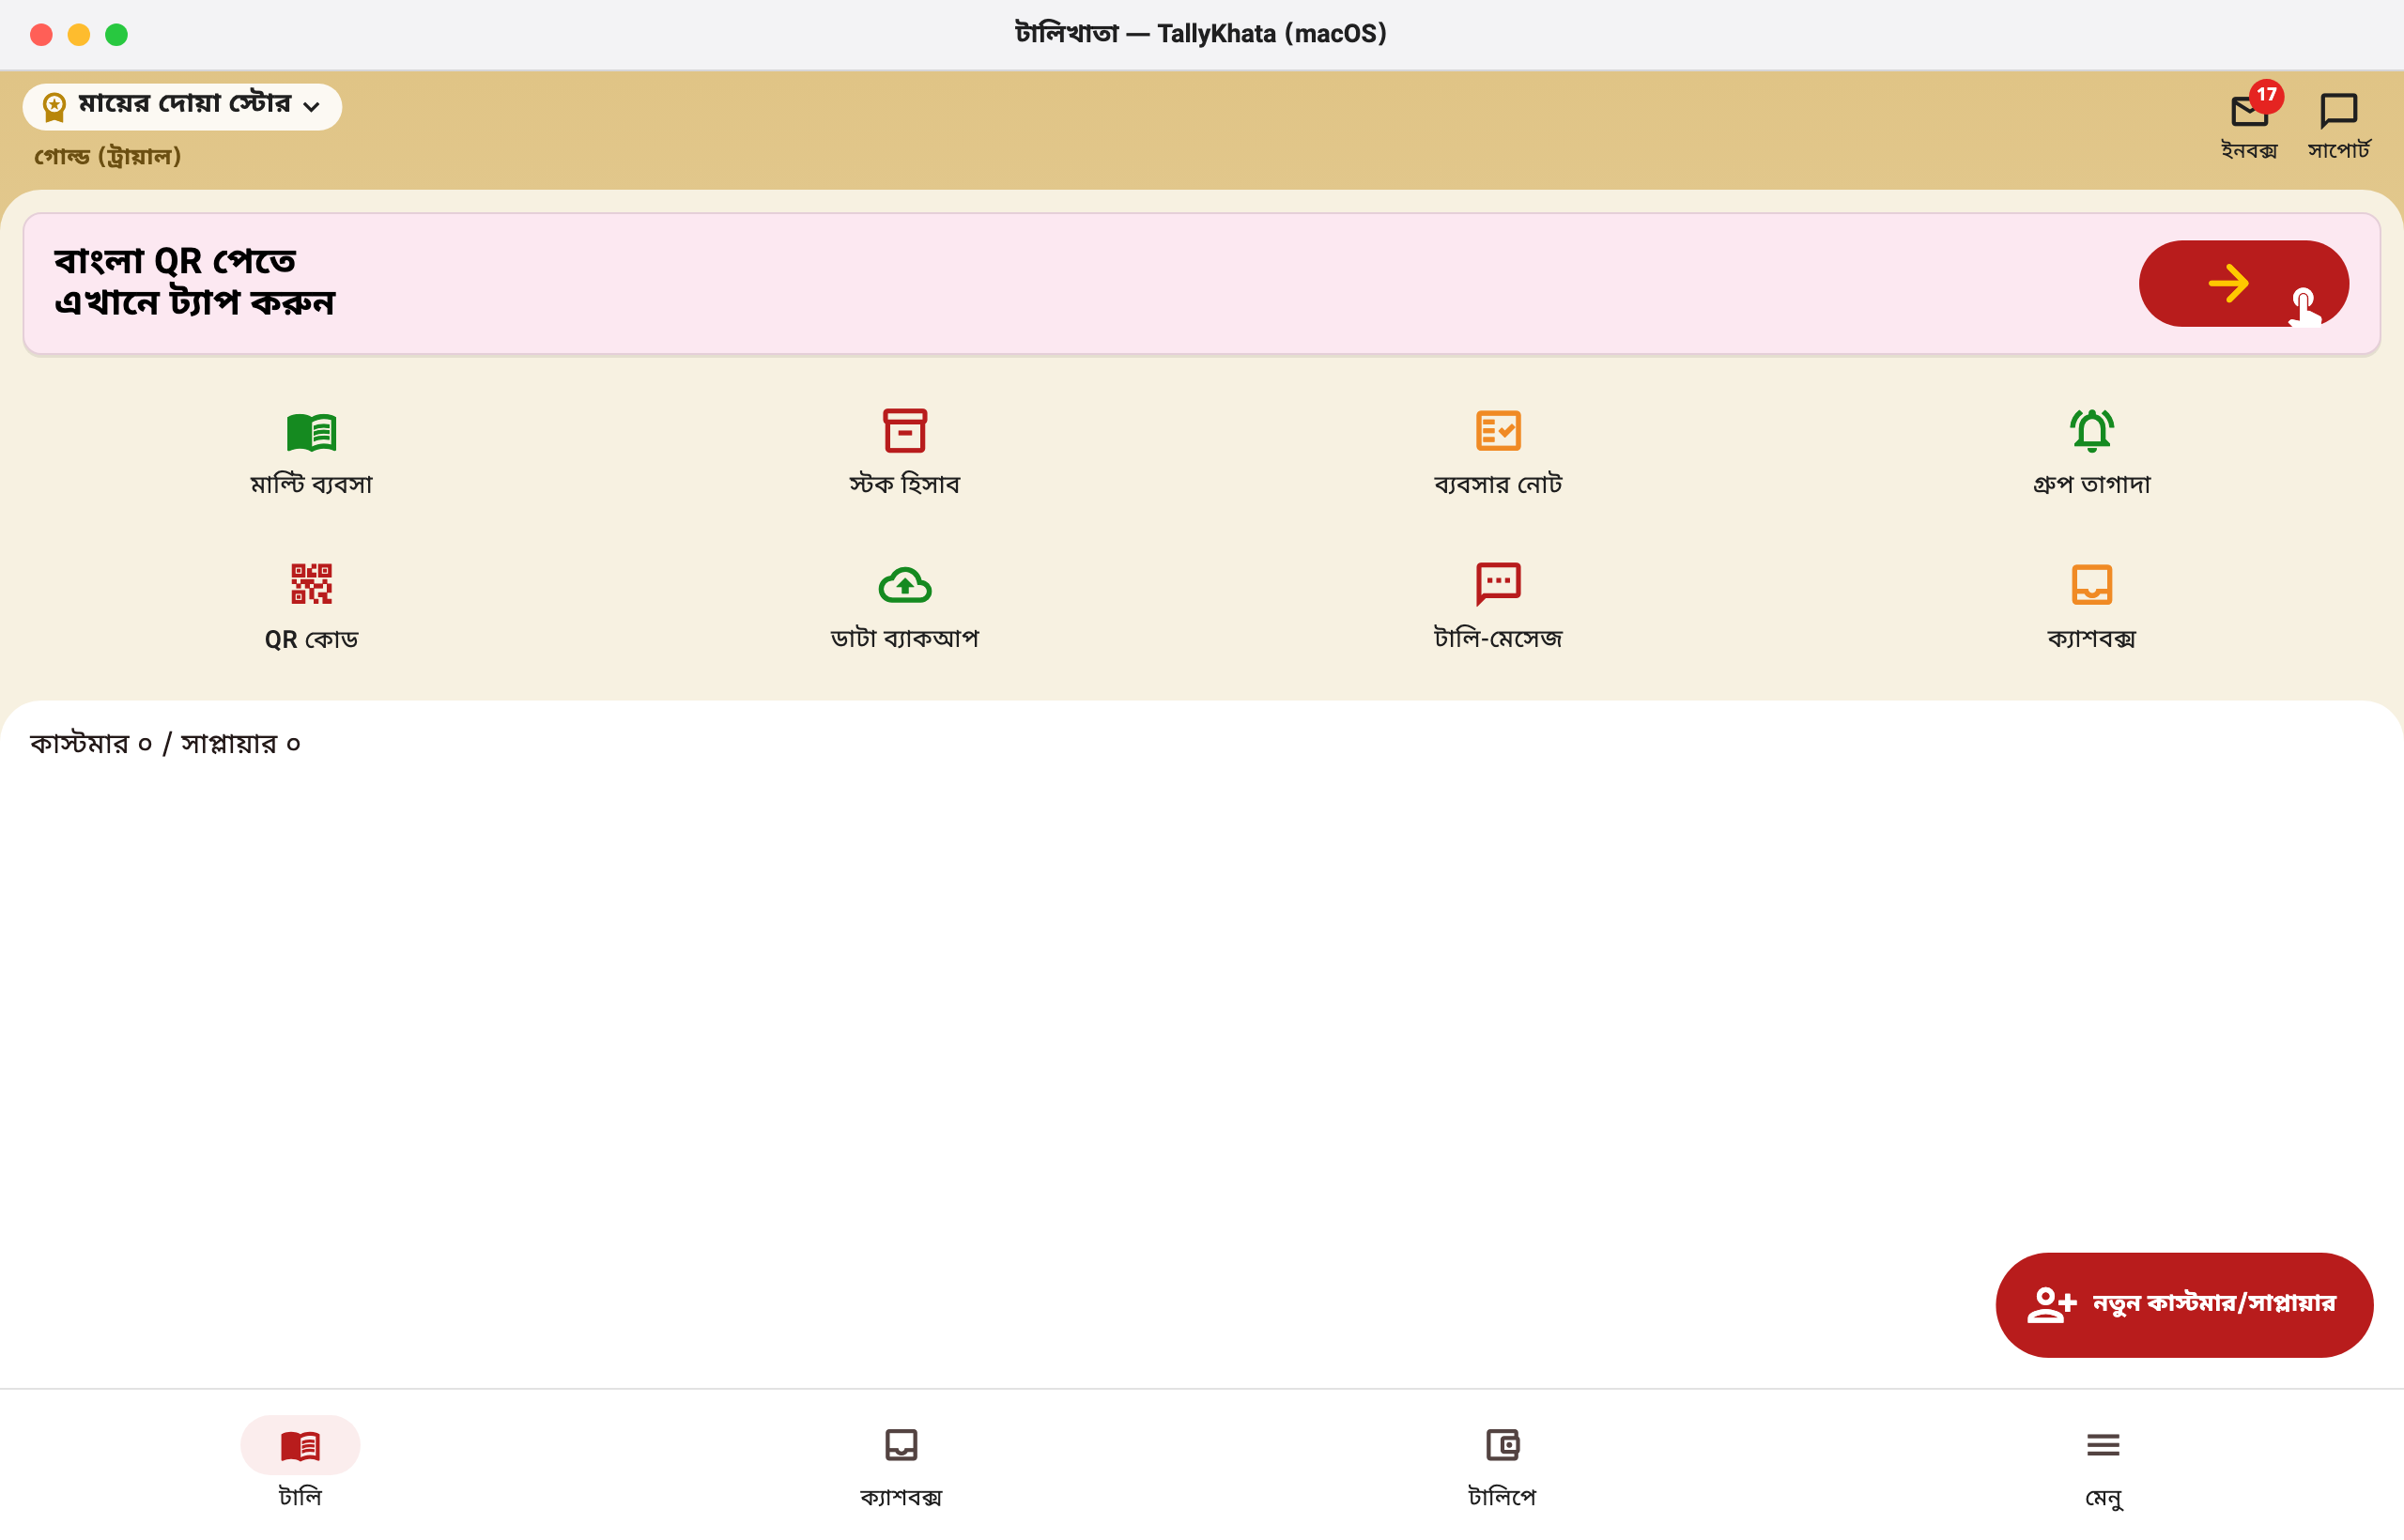 টালিখাতা — TallyKhata (macOS)
মায়ের দোয়া স্টোর
গোল্ড (ট্রায়াল)
17
ইনবক্স
সাপোর্ট
বাংলা QR পেতে
এখানে ট্যাপ করুন
মাল্টি ব্যবসা
স্টক হিসাব
ব্যবসার নোট
গ্রুপ তাগাদা
QR কোড
ডাটা ব্যাকআপ
টালি-মেসেজ
ক্যাশবক্স
কাস্টমার ০ / সাপ্লায়ার ০
নতুন কাস্টমার/সাপ্লায়ার
টালি
ক্যাশবক্স
টালিপে
মেনু